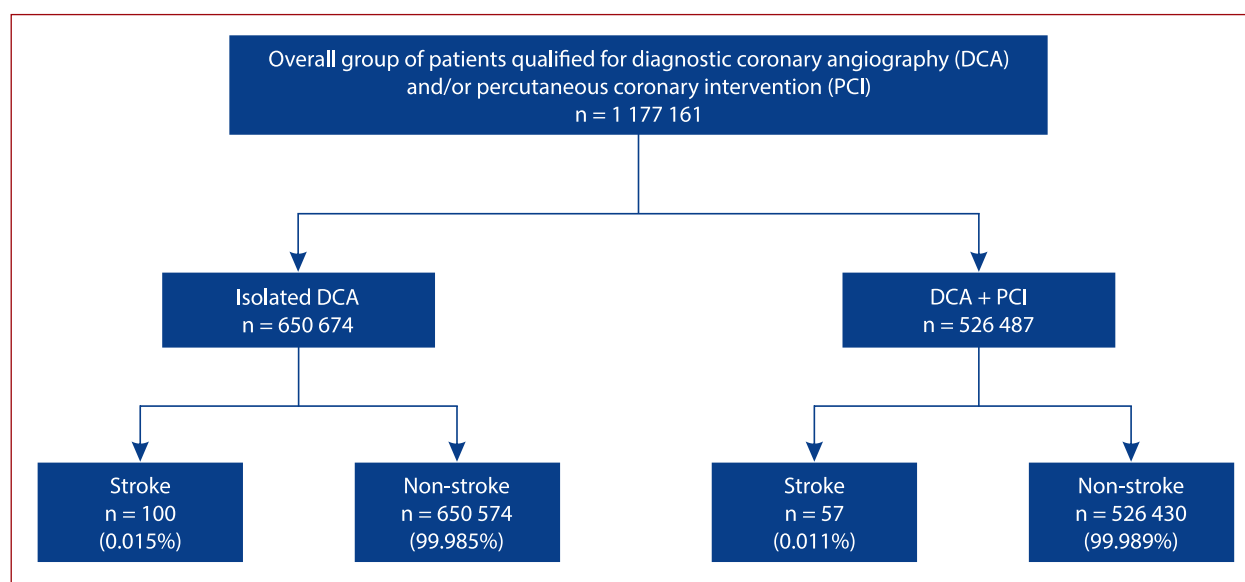 Overall group of patients qualified for diagnostic coronary angiography (DCA)
and/or percutaneous coronary intervention (PCI)
n = 1 177 161
Isolated DCA
n = 650 674
DCA + PCI
n = 526 487
Stroke
n = 100
(0.015%)
Non-stroke
n = 650 574
(99.985%)
Stroke
n = 57
(0.011%)
Non-stroke
n = 526 430
(99.989%)